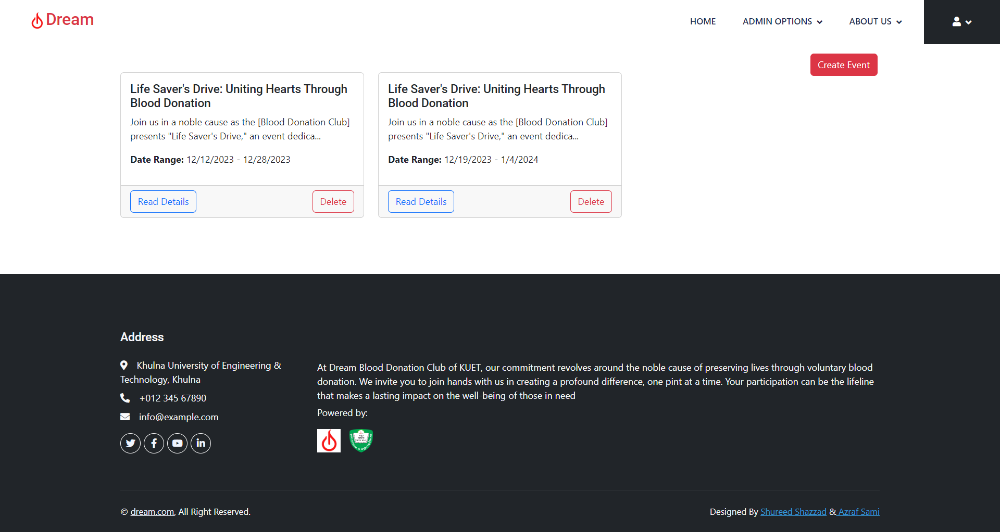 Dream
HOME
ADMIN OPTIONS
ABOUT US
Create Event
Life Saver's Drive: Uniting Hearts Through
Blood Donation
Join us in a noble cause as the [Blood Donation Club]
presents "Life Saver's Drive," an event dedica...
Date Range: 12/12/2023 - 12/28/2023
Read Details
Delete
Life Saver's Drive: Uniting Hearts Through
Blood Donation
Join us in a noble cause as the [Blood Donation Club]
presents "Life Saver's Drive," an event dedica...
Date Range: 12/19/2023 - 1/4/2024
Read Details
Delete
Address
Khulna University of Engineering &
Technology, Khulna
+012 345 67890
info@example.com
At Dream Blood Donation Club of KUET, our commitment revolves around the noble cause of preserving lives through voluntary blood
donation. We invite you to join hands with us in creating a profound difference, one pint at a time. Your participation can be the lifeline
that makes a lasting impact on the well-being of those in need
Powered by:
© dream.com, All Right Reserved.
Designed By Shureed Shazzad & Azraf Sami